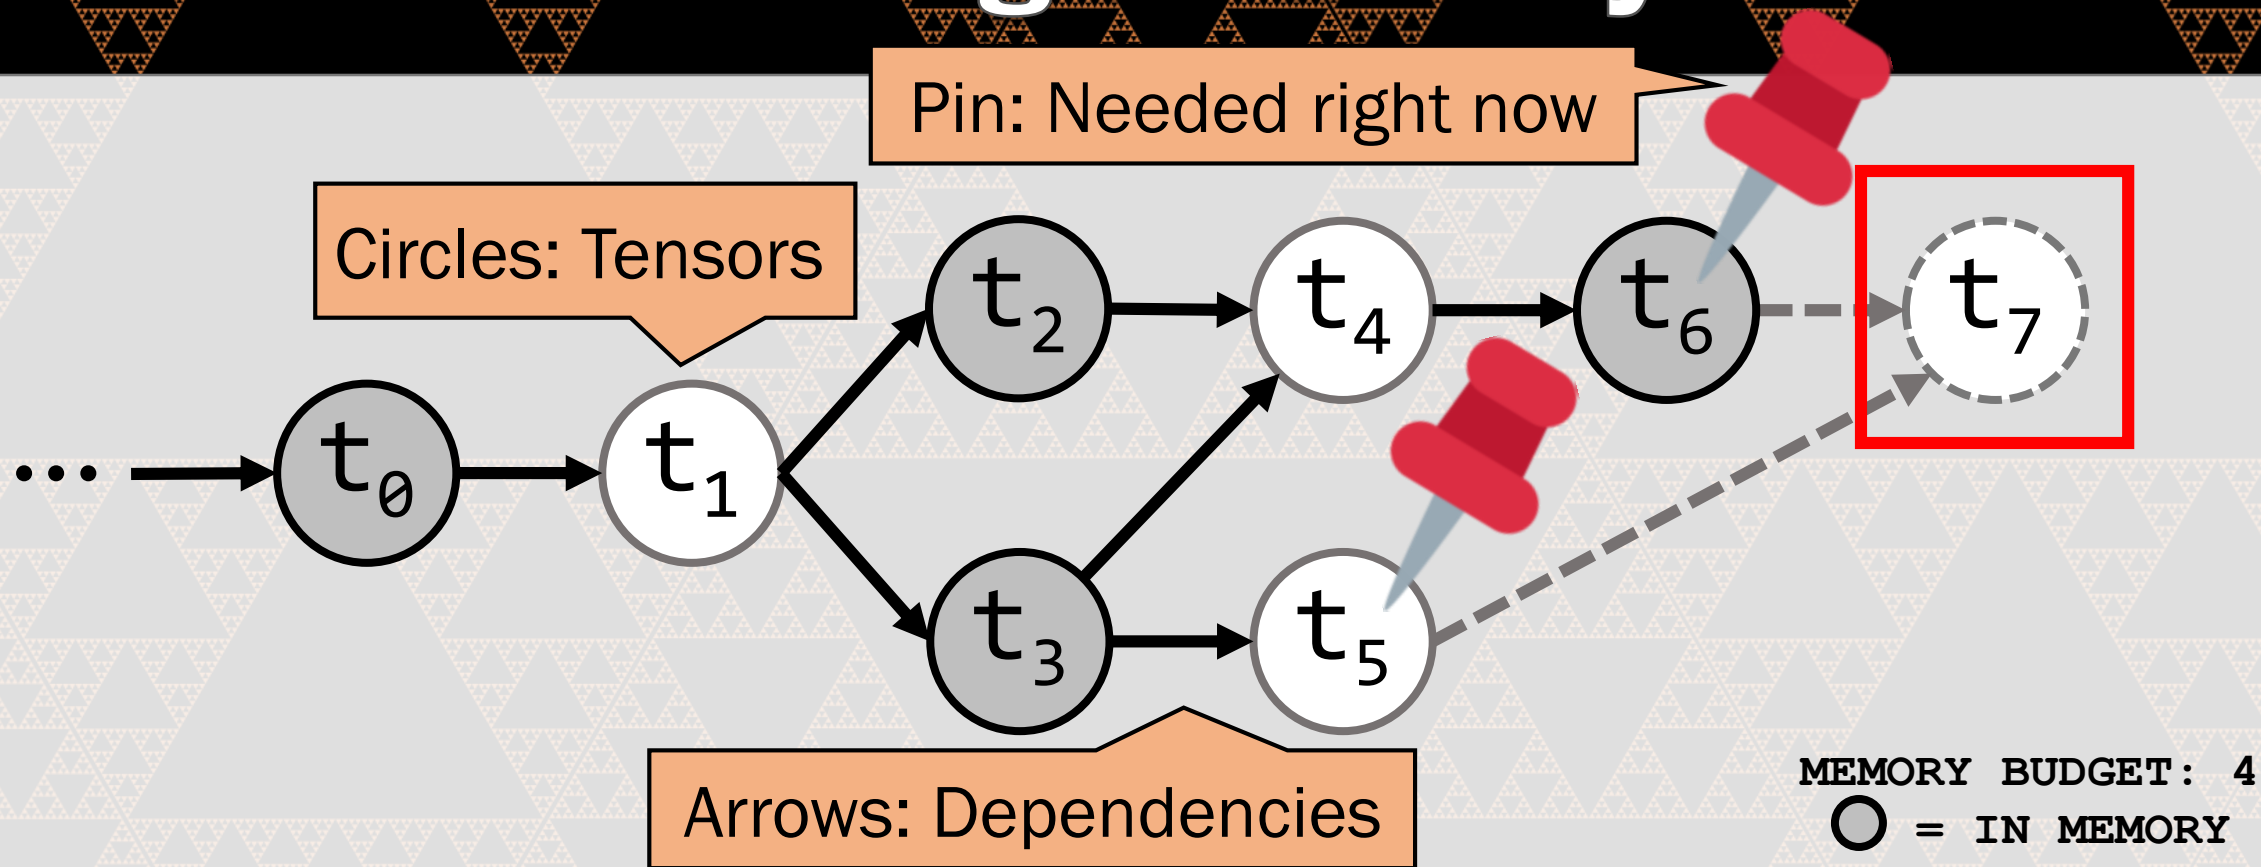 Pin: Needed right now
Circles: Tensors
t2 t4 t6 t7
... t0 t1
t3 t5
Arrows: Dependencies
MEMORY BUDGET: 4
= IN MEMORY